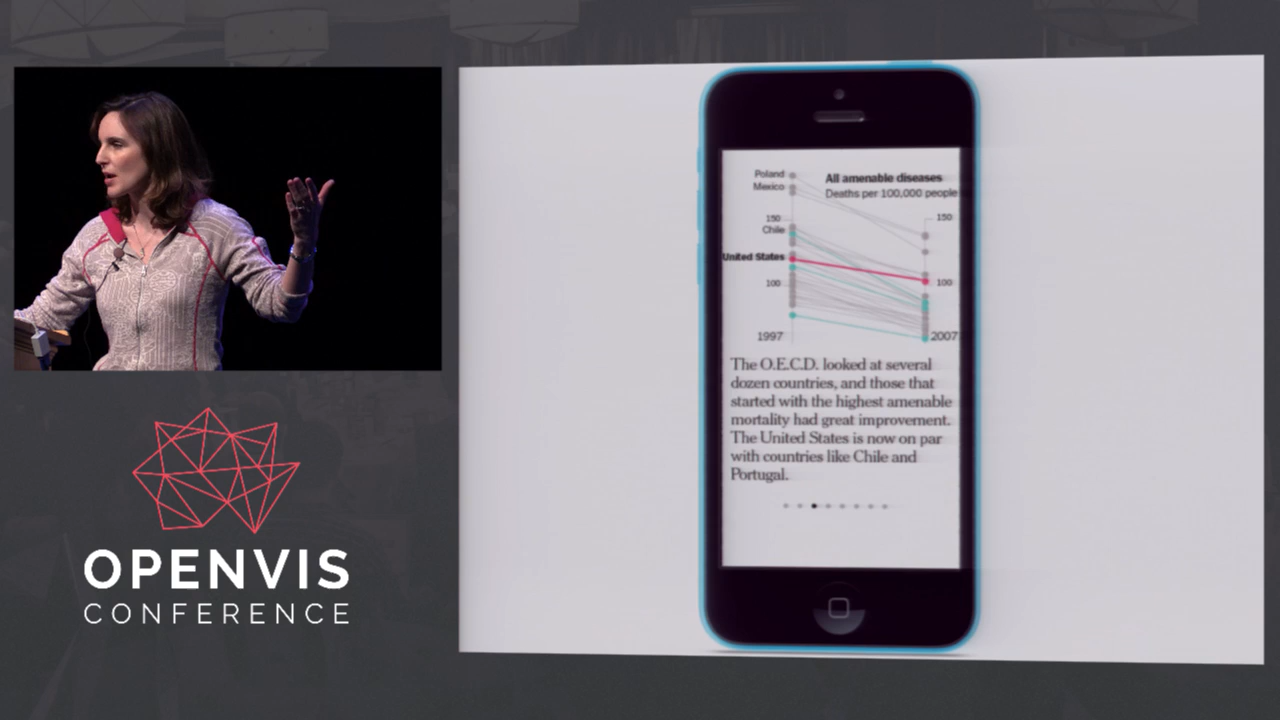 Poland
Mexico
All amenable diseases
Deaths per 100,000 people
150
150
Chile
United States
100
100
1997
2007
The O.E.C.D. looked at several
dozen countries, and those that
started with the highest amenable
mortality had great improvement.
The United States is now on par
with countries like Chile and
Portugal.
OPENVIS
CONFERENCE